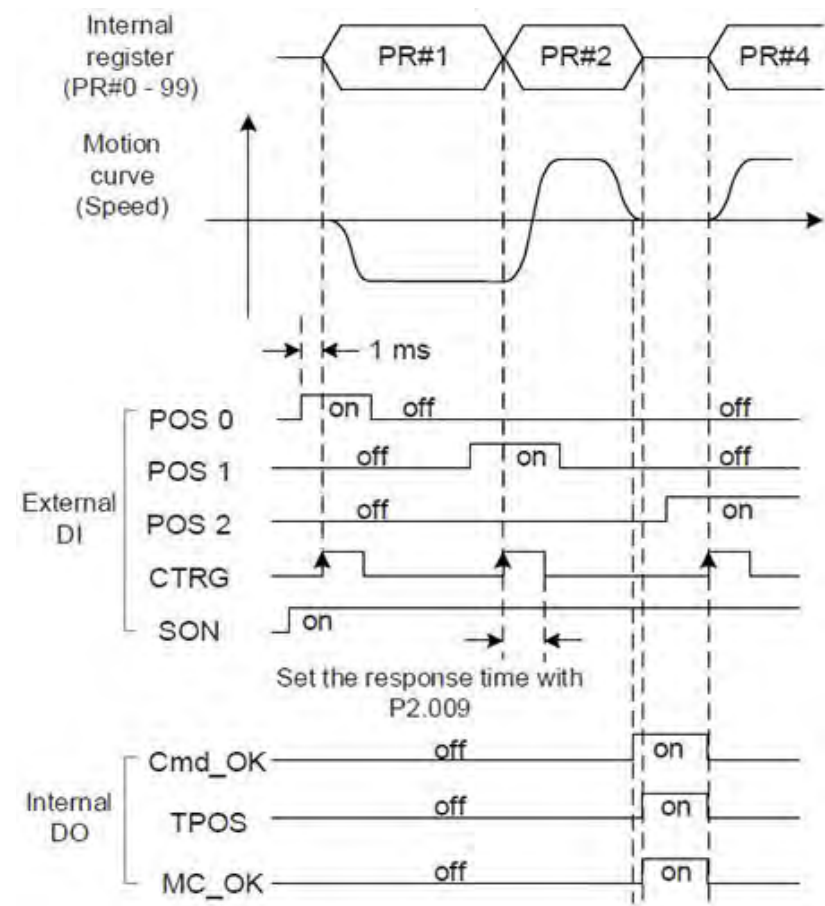 Internal
register
(PR#0 - 99)
PR#1
PR#2
PR#4
Motion
curve
(Speed)
1 ms
POS 0
on
off
off
POS 1
off
on
off
External
DI
POS 2
off
on
CTRG
SON
on
Set the response time with
P2.009
Cmd_OK
off
on
Internal
DO
TPOS
off
on
MC_OK
off
on